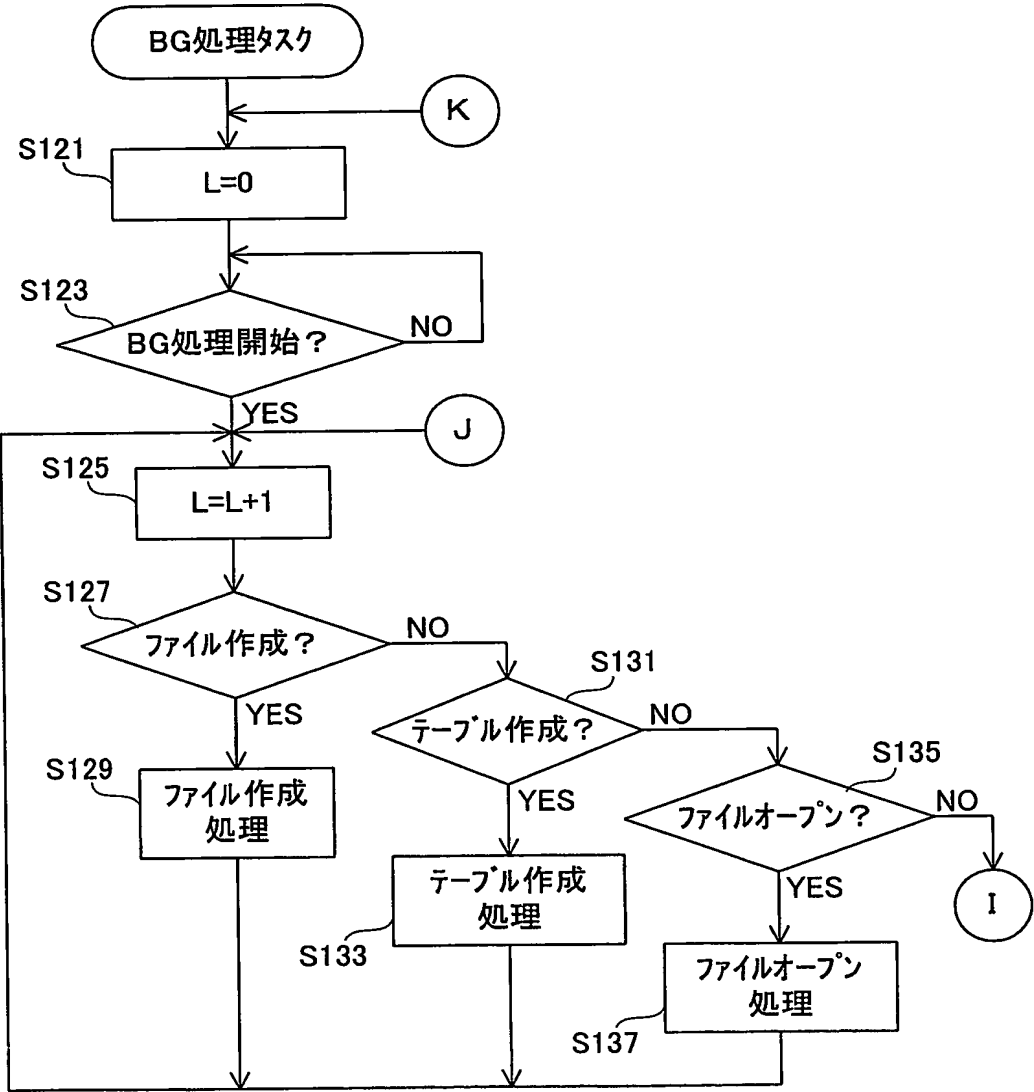 BG処理タスク
K
S121
L=0
S123
BG処理開始?
NO
YES
J
S125
L=L+1
S127
ファイル作成?
NO
S131
YES
テーブル作成?
NO
S135
S129
ファイル作成
処理
YES
ファイルオープン?
NO
テーブル作成
処理
YES
I
S133
ファイルオープン
処理
S137